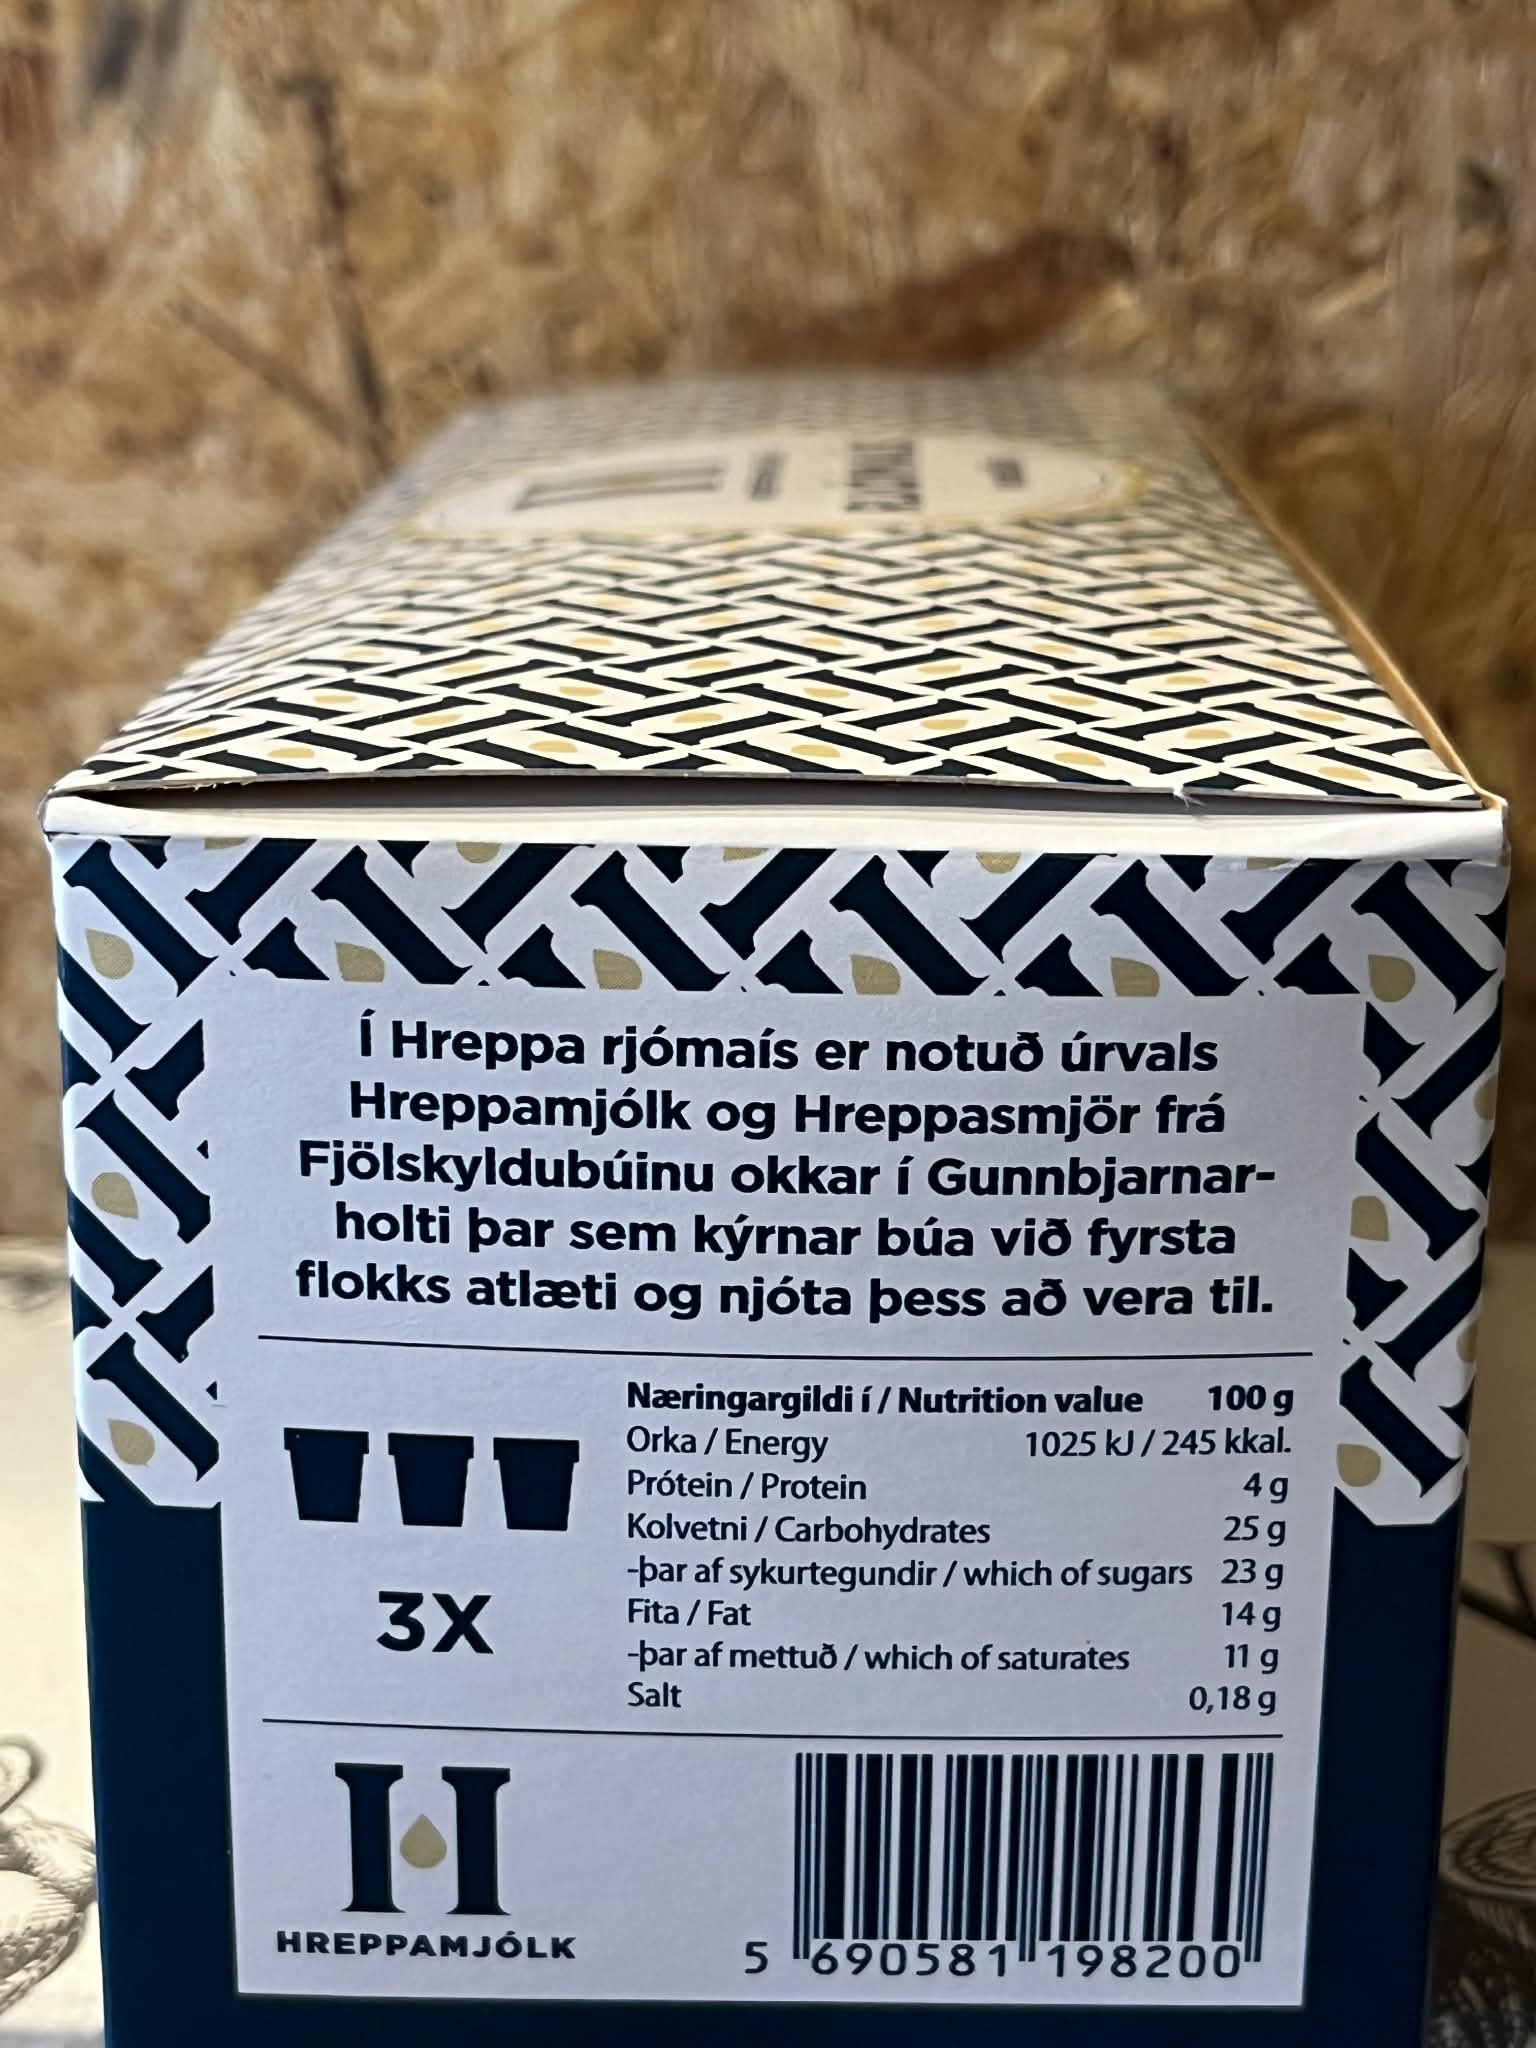 Í Hreppa rjómaís er notuð úrvals
Hreppamjólk og Hreppasmjör frá
Fjölskyldubúinu okkar í Gunnbjarnar-
holti þar sem kýrnar búa við fyrsta
flokks atlæti og njóta þess að vera til.
Næringargildi í / Nutrition value 100 g
Orka / Energy 1025 kJ / 245 kkal.
Prótein / Protein 4 g
Kolvetni / Carbohydrates 25 g
-þar af sykurtegundir / which of sugars 23 g
Fita / Fat 14 g
-þar af mettuð / which of saturates 11 g
Salt 0,18 g
3X
H
HREPPAMJÓLK
5 690581 198200